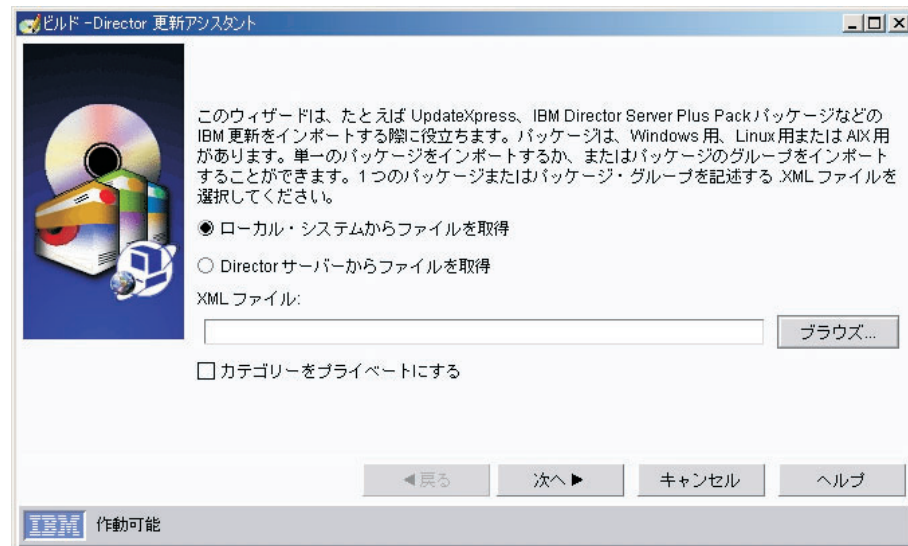 ビルド -Director 更新アシスタント
このウィザードは、たとえば UpdateXpress、IBM Director Server Plus Pack パッケージなどの
IBM 更新をインポートする際に役立ちます。パッケージは、Windows 用、Linux 用または AIX 用
があります。単一のパッケージをインポートするか、またはパッケージのグループをインポート
することができます。1 つのパッケージまたはパッケージ・グループを記述する .XML ファイルを
選択してください。
ローカル・システムからファイルを取得
Director サーバーからファイルを取得
XML ファイル:
ブラウズ...
カテゴリーをプライベートにする
◀戻る 次へ▶ キャンセル ヘルプ
IBM 作動可能